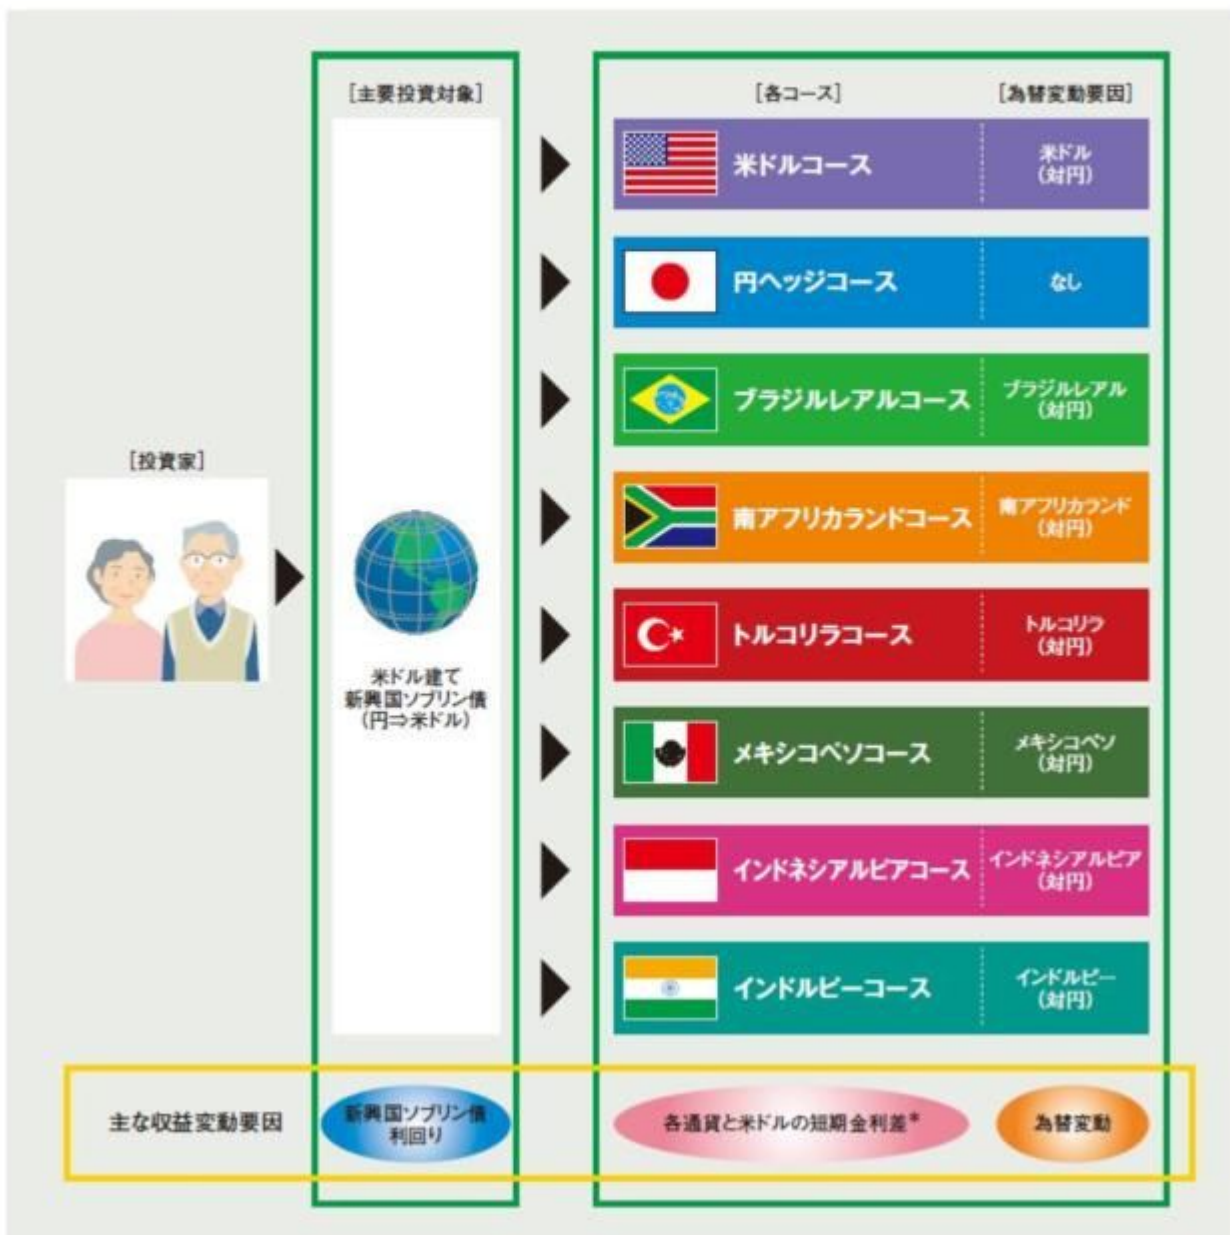 [主要投資対象]
[各コース]
[為替変動要因]
米ドルコース
米ドル
(対円)
円ヘッジコース
なし
ブラジルレアルコース
ブラジルレアル
(対円)
[投資家]
南アフリカランドコース
南アフリカランド
(対円)
トルコリラコース
トルコリラ
(対円)
米ドル建て
新興国ソブリン債
(円⇒米ドル)
メキシコペソコース
メキシコペソ
(対円)
インドネシアルピアコース
インドネシアルピア
(対円)
インドルピーコース
インドルピー
(対円)
主な収益変動要因
新興国ソブリン債
利回り
各通貨と米ドルの短期金利差*
為替変動